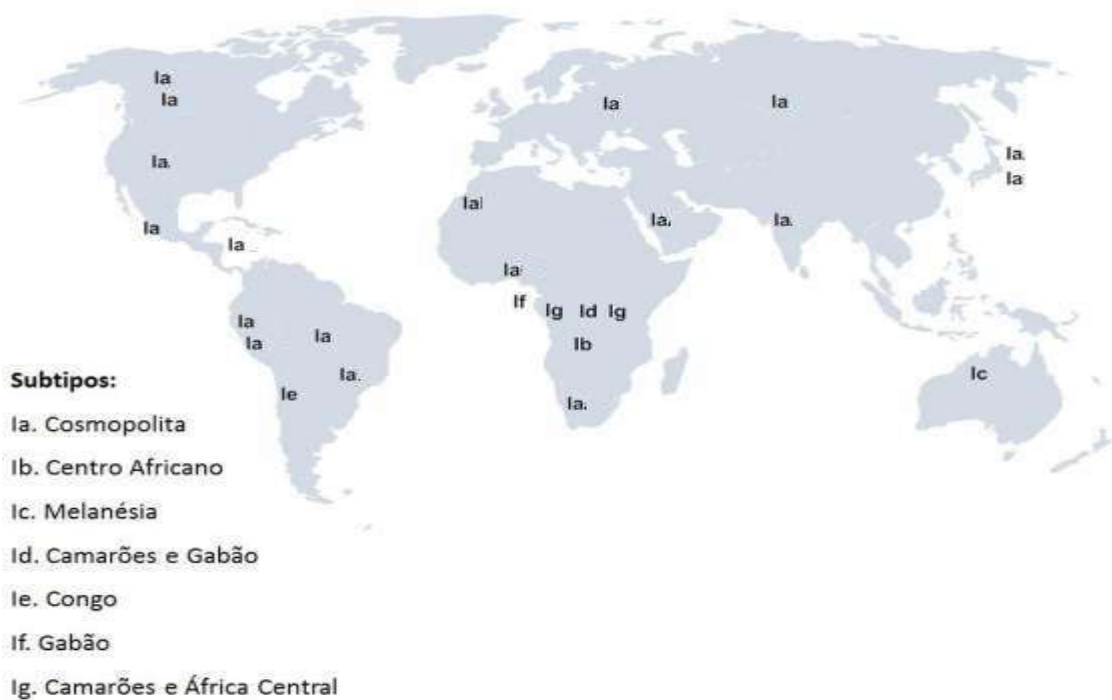 Ia
Ia
Ia
Ia
Ia.
Ia
Ia
Ia
Ia
Ia.
Ia.
Ia
Ia
Ia
If
Ig
Id
Ig
Ia
Ia
Ia
Ib
Ia.
Ic
Ie
Ia.
Subtipos:
Ia. Cosmopolita
Ib. Centro Africano
Ic. Melanésia
Id. Camarões e Gabão
Ie. Congo
If. Gabão
Ig. Camarões e África Central